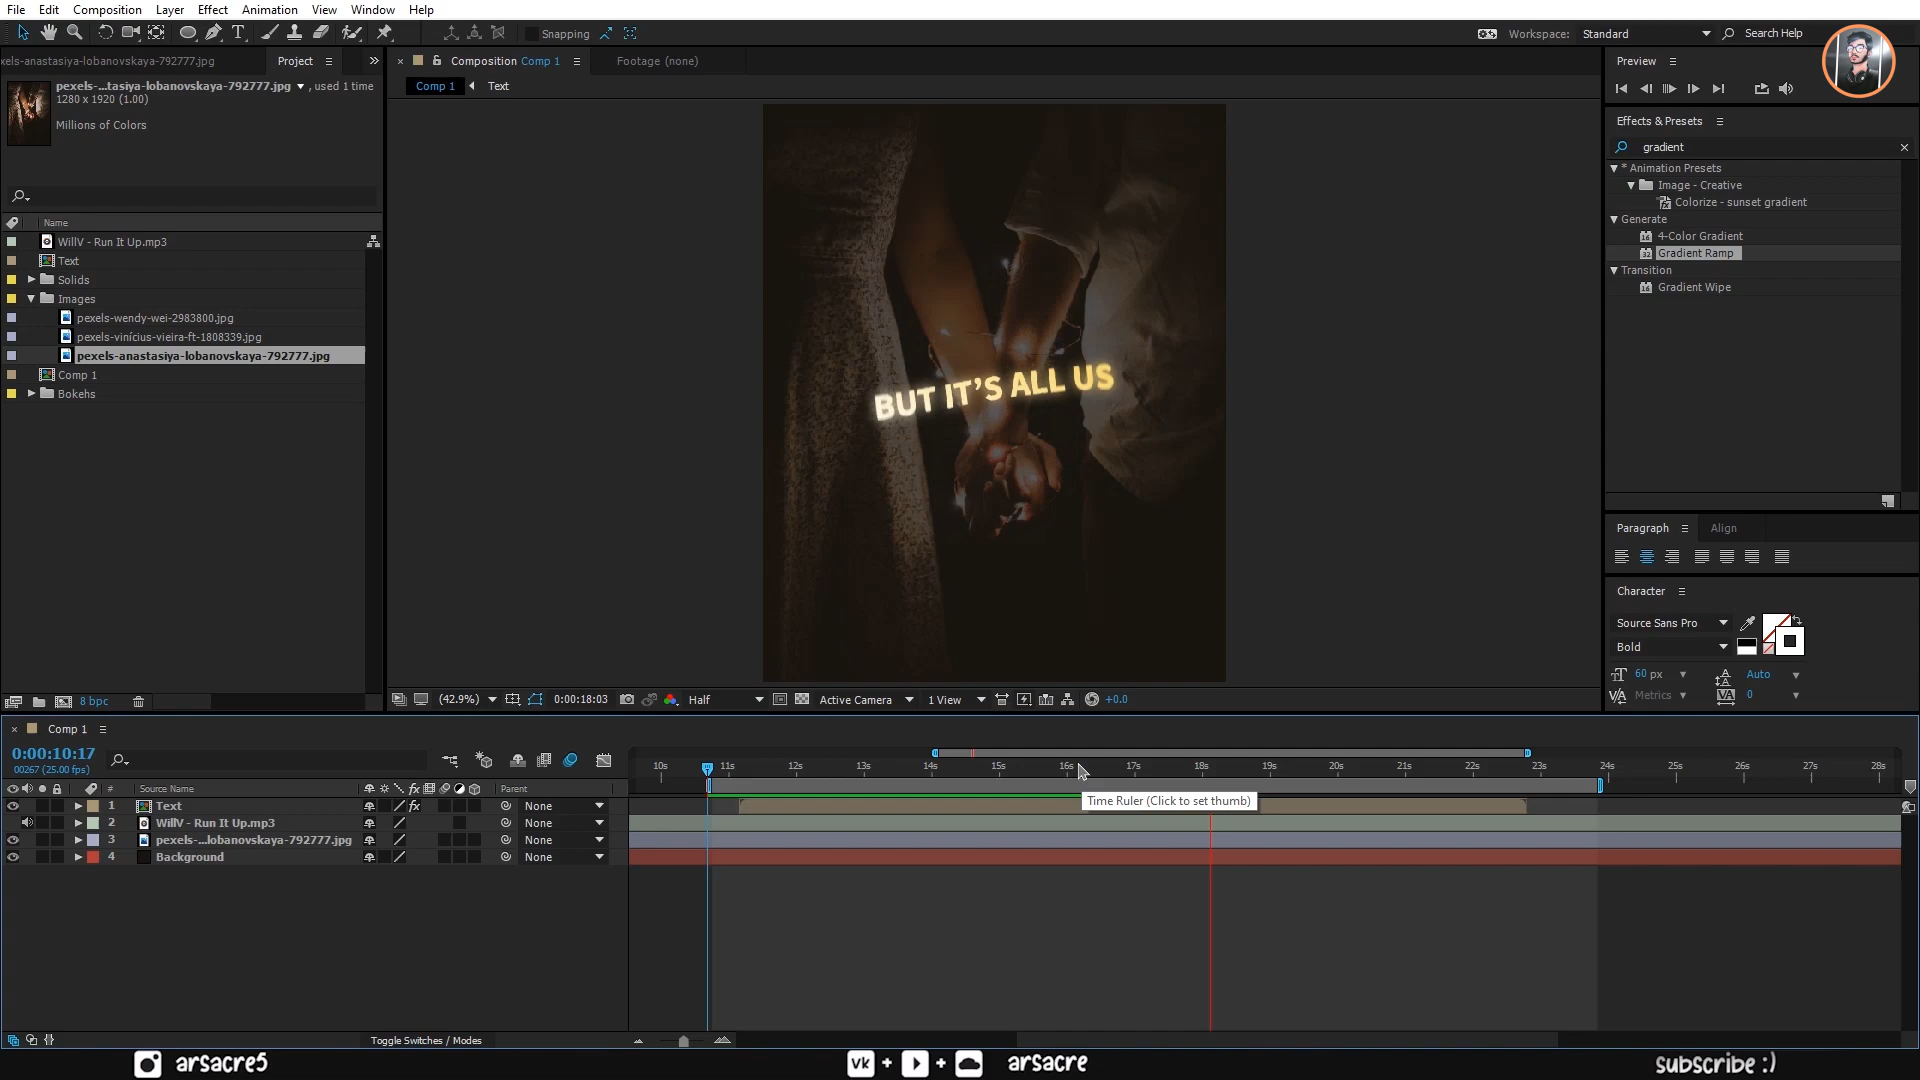 File Edit Composition Layer Effect Animation View Window Help
Snapping
Workspace: Standard
Search Help
xels-anastasiya-lobanovskaya-792777.jpg
Project
Composition Comp 1
Footage (none)
Preview
pexels-...tasiya-lobanovskaya-792777.jpg , used 1 time
1280 x 1920 (1.00)
Millions of Colors
Comp 1 Text
Effects & Presets
gradient
* Animation Presets
Image - Creative
Colorize - sunset gradient
Generate
4-Color Gradient
Gradient Ramp
Transition
Gradient Wipe
Name
WillV - Run It Up.mp3
Text
Solids
Images
pexels-wendy-wei-2983800.jpg
pexels-vinícius-vieira-ft-1808339.jpg
pexels-anastasiya-lobanovskaya-792777.jpg
Comp 1
Bokehs
BUT IT'S ALL US
Paragraph
Align
Character
Source Sans Pro
Bold
60 px
Auto
Metrics
0
8 bpc
(42.9%)
0:00:18:03
Half
Active Camera
1 View
+0.0
Comp 1
0:00:10:17
00267 (25.00 fps)
10s 11s 12s 13s 14s 15s 16s 17s 18s 19s 20s 21s 22s 23s 24s 25s 26s 27s 28s
# Source Name
Parent
1 Text None
Time Ruler (Click to set thumb)
2 WillV - Run It Up.mp3 None
3 pexels-...lobanovskaya-792777.jpg None
4 Background None
Toggle Switches / Modes
arsacre5
VK + + arsacre
subscribe :)